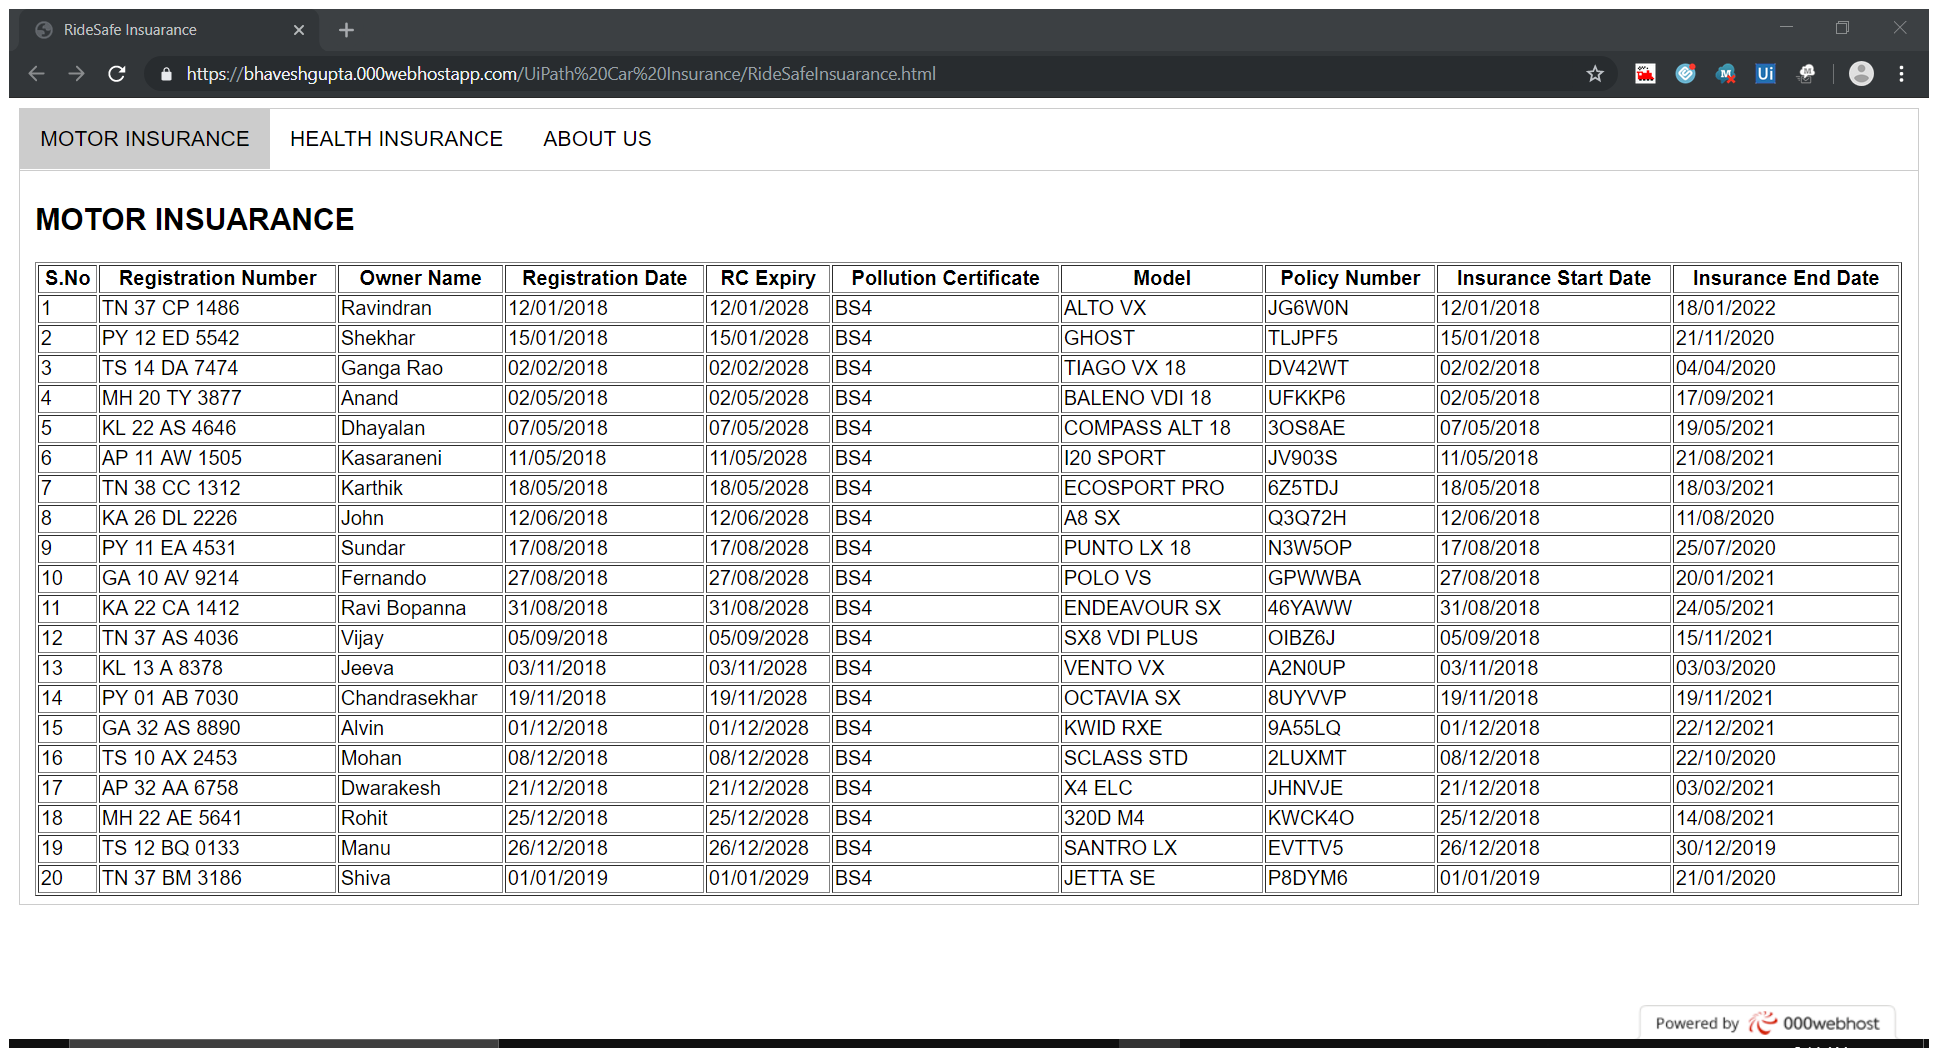 RideSafe Insuarance
https://bhaveshgupta.000webhostapp.com/UiPath%20Car%20Insurance/RideSafeInsuarance.html
Ui
MOTOR INSURANCE HEALTH INSURANCE ABOUT US
MOTOR INSUARANCE
S.No Registration Number Owner Name Registration Date RC Expiry Pollution Certificate Model Policy Number Insurance Start Date Insurance End Date
1 TN 37 CP 1486 Ravindran 12/01/2018 12/01/2028 BS4 ALTO VX JG6W0N 12/01/2018 18/01/2022
2 PY 12 ED 5542 Shekhar 15/01/2018 15/01/2028 BS4 GHOST TLJPF5 15/01/2018 21/11/2020
3 TS 14 DA 7474 Ganga Rao 02/02/2018 02/02/2028 BS4 TIAGO VX 18 DV42WT 02/02/2018 04/04/2020
4 MH 20 TY 3877 Anand 02/05/2018 02/05/2028 BS4 BALENO VDI 18 UFKKP6 02/05/2018 17/09/2021
5 KL 22 AS 4646 Dhayalan 07/05/2018 07/05/2028 BS4 COMPASS ALT 18 3OS8AE 07/05/2018 19/05/2021
6 AP 11 AW 1505 Kasaraneni 11/05/2018 11/05/2028 BS4 I20 SPORT JV903S 11/05/2018 21/08/2021
7 TN 38 CC 1312 Karthik 18/05/2018 18/05/2028 BS4 ECOSPORT PRO 6Z5TDJ 18/05/2018 18/03/2021
8 KA 26 DL 2226 John 12/06/2018 12/06/2028 BS4 A8 SX Q3Q72H 12/06/2018 11/08/2020
9 PY 11 EA 4531 Sundar 17/08/2018 17/08/2028 BS4 PUNTO LX 18 N3W5OP 17/08/2018 25/07/2020
10 GA 10 AV 9214 Fernando 27/08/2018 27/08/2028 BS4 POLO VS GPWWBA 27/08/2018 20/01/2021
11 KA 22 CA 1412 Ravi Bopanna 31/08/2018 31/08/2028 BS4 ENDEAVOUR SX 46YAWW 31/08/2018 24/05/2021
12 TN 37 AS 4036 Vijay 05/09/2018 05/09/2028 BS4 SX8 VDI PLUS OIBZ6J 05/09/2018 15/11/2021
13 KL 13 A 8378 Jeeva 03/11/2018 03/11/2028 BS4 VENTO VX A2N0UP 03/11/2018 03/03/2020
14 PY 01 AB 7030 Chandrasekhar 19/11/2018 19/11/2028 BS4 OCTAVIA SX 8UYVVP 19/11/2018 19/11/2021
15 GA 32 AS 8890 Alvin 01/12/2018 01/12/2028 BS4 KWID RXE 9A55LQ 01/12/2018 22/12/2021
16 TS 10 AX 2453 Mohan 08/12/2018 08/12/2028 BS4 SCLASS STD 2LUXMT 08/12/2018 22/10/2020
17 AP 32 AA 6758 Dwarakesh 21/12/2018 21/12/2028 BS4 X4 ELC JHNVJE 21/12/2018 03/02/2021
18 MH 22 AE 5641 Rohit 25/12/2018 25/12/2028 BS4 320D M4 KWCK4O 25/12/2018 14/08/2021
19 TS 12 BQ 0133 Manu 26/12/2018 26/12/2028 BS4 SANTRO LX EVTTV5 26/12/2018 30/12/2019
20 TN 37 BM 3186 Shiva 01/01/2019 01/01/2029 BS4 JETTA SE P8DYM6 01/01/2019 21/01/2020
Powered by 000webhost